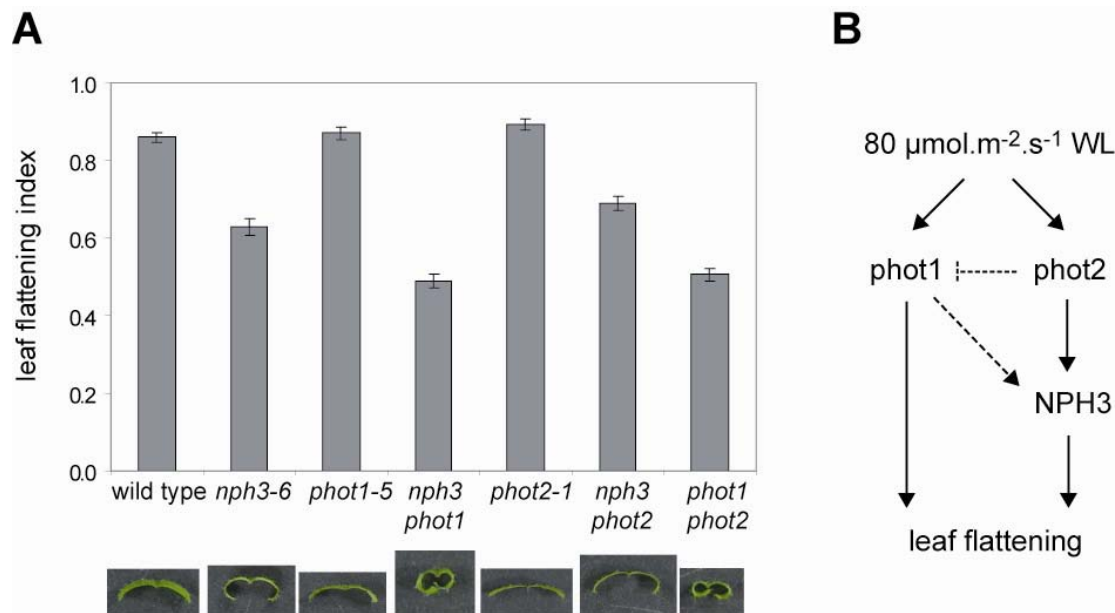 A
leaf flattening index
1.0
0.8
0.6
0.4
0.2
0.0
wild type nph3-6 phot1-5 nph3 phot2-1 nph3 phot1
phot1 phot2 phot2
B
80 µmol.m-2.s-1 WL
phot1 phot2
NPH3
leaf flattening